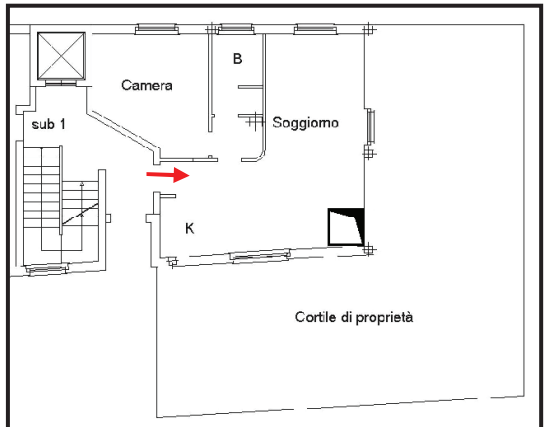 B
Camera
Soggiorno
sub 1
K
Cortile di proprietà